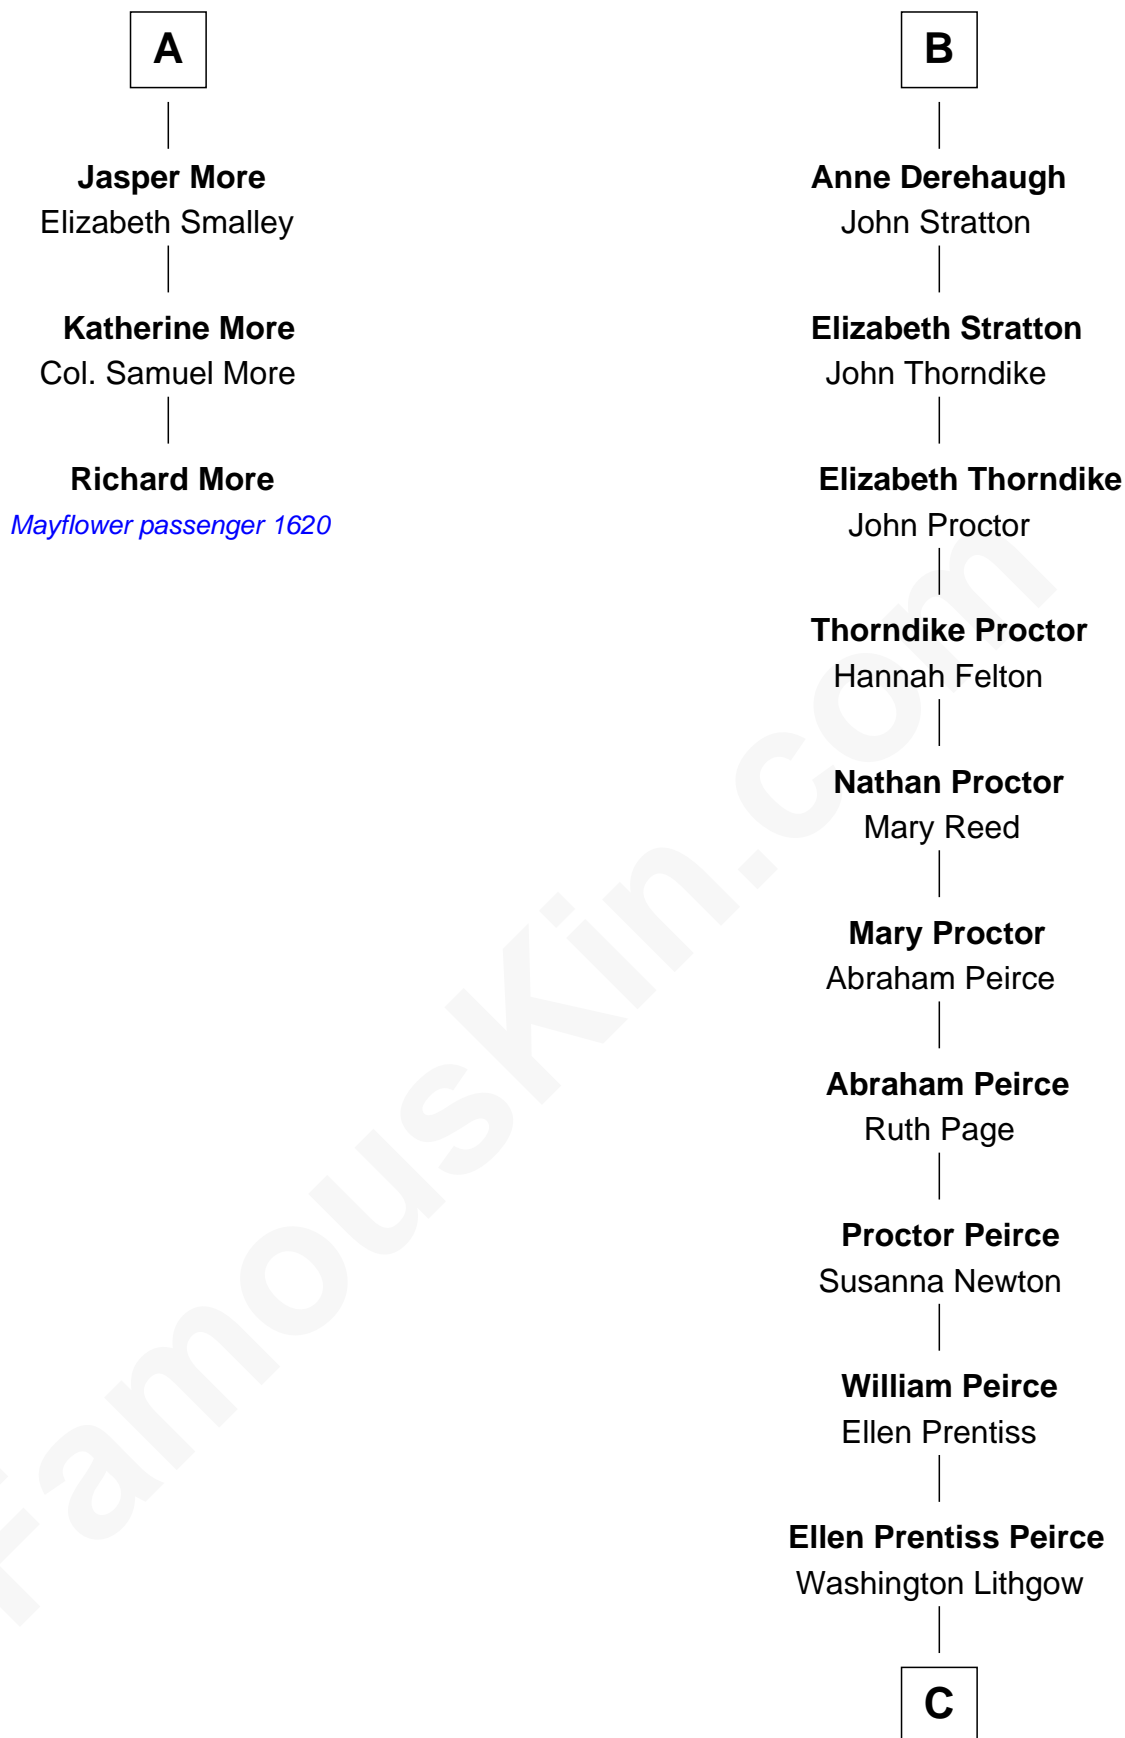 A
Jasper More
Elizabeth Smalley
Katherine More
Col. Samuel More
Richard More
Mayflower passenger 1620
B
Anne Derehaugh
John Stratton
Elizabeth Stratton
John Thorndike
Elizabeth Thorndike
John Proctor
Thorndike Proctor
Hannah Felton
Nathan Proctor
Mary Reed
Mary Proctor
Abraham Peirce
Abraham Peirce
Ruth Page
Proctor Peirce
Susanna Newton
William Peirce
Ellen Prentiss
Ellen Prentiss Peirce
Washington Lithgow
C
FamousKin.com